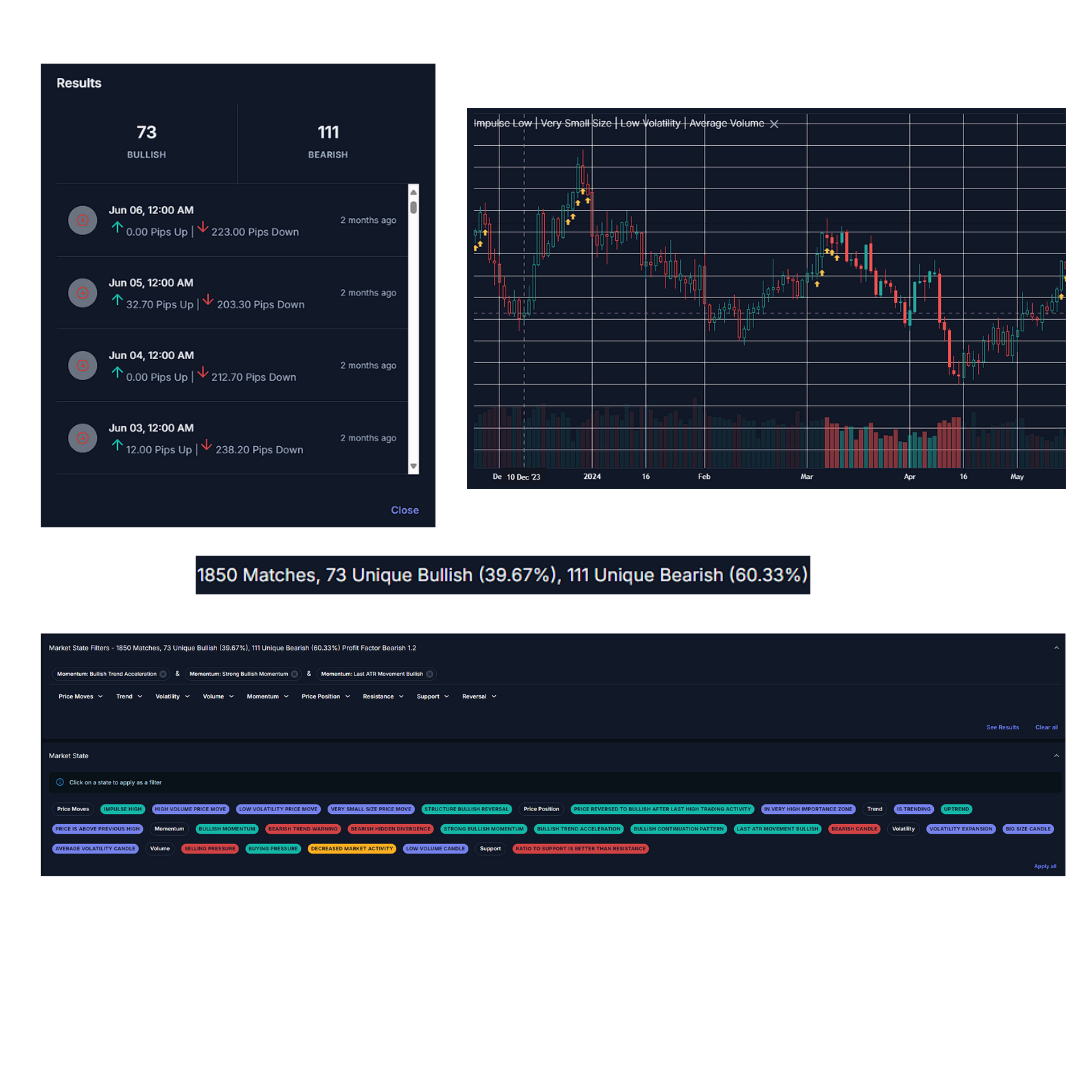 Results
73
BULLISH
111
BEARISH
Jun 06, 12:00 AM
0.00 Pips Up | 223.00 Pips Down
2 months ago
Jun 05, 12:00 AM
32.70 Pips Up | 203.30 Pips Down
2 months ago
Jun 04, 12:00 AM
0.00 Pips Up | 212.70 Pips Down
2 months ago
Jun 03, 12:00 AM
12.00 Pips Up | 238.20 Pips Down
2 months ago
Close
Impulse Low | Very Small Size | Low Volatility | Average Volume
De 10 Dec '23 2024 16 Feb Mar Apr 16 May
1850 Matches, 73 Unique Bullish (39.67%), 111 Unique Bearish (60.33%)
Market State Filters - 1850 Matches, 73 Unique Bullish (39.67%), 111 Unique Bearish (60.33%) Profit Factor Bearish 1.2
Momentum: Bullish Trend Acceleration & Momentum: Strong Bullish Momentum & Momentum: Last ATR Movement Bullish
Price Moves Trend Volatility Volume Momentum Price Position Resistance Support Reversal
See Results Clear all
Market State
Click on a state to apply as a filter
Price Moves IMPULSE HIGH HIGH VOLUME PRICE MOVE LOW VOLATILITY PRICE MOVE VERY SMALL SIZE PRICE MOVE STRUCTURE BULLISH REVERSAL Price Position PRICE REVERSED TO BULLISH AFTER LAST HIGH TRADING ACTIVITY IN VERY HIGH IMPORTANCE ZONE Trend IS TRENDING UPTREND
PRICE IS ABOVE PREVIOUS HIGH Momentum BULLISH MOMENTUM BEARISH TREND WARNING BEARISH HIDDEN DIVERGENCE STRONG BULLISH MOMENTUM BULLISH TREND ACCELERATION BULLISH CONTINUATION PATTERN LAST ATR MOVEMENT BULLISH BEARISH CANDLE Volatility VOLATILITY EXPANSION BIG SIZE CANDLE
AVERAGE VOLATILITY CANDLE Volume SELLING PRESSURE BUYING PRESSURE DECREASED MARKET ACTIVITY LOW VOLUME CANDLE Support RATIO TO SUPPORT IS BETTER THAN RESISTANCE
Apply all